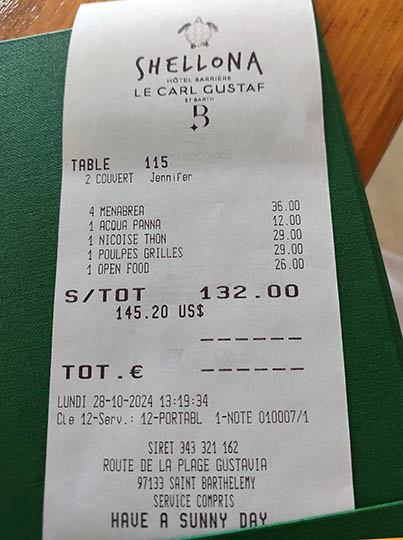 SHELLONA
HÔTEL BARRIÈRE
LE CARL GUSTAF
ST BARTH
B
TABLE 115
2 COUVERT Jennifer
4 MENABREA 36.00
1 ACQUA PANNA 12.00
1 NICOISE THON 29.00
1 POULPES GRILLES 29.00
1 OPEN FOOD 26.00
S/TOT 132.00
145.20 US$
------
TOT.€ ------
LUNDI 28-10-2024 13:19:34
Cle 12-Serv.: 12-PORTABL 1-NOTE 010007/1
SIRET 343 321 162
ROUTE DE LA PLAGE GUSTAVIA
97133 SAINT BARTHELEMY
SERVICE COMPRIS
HAVE A SUNNY DAY